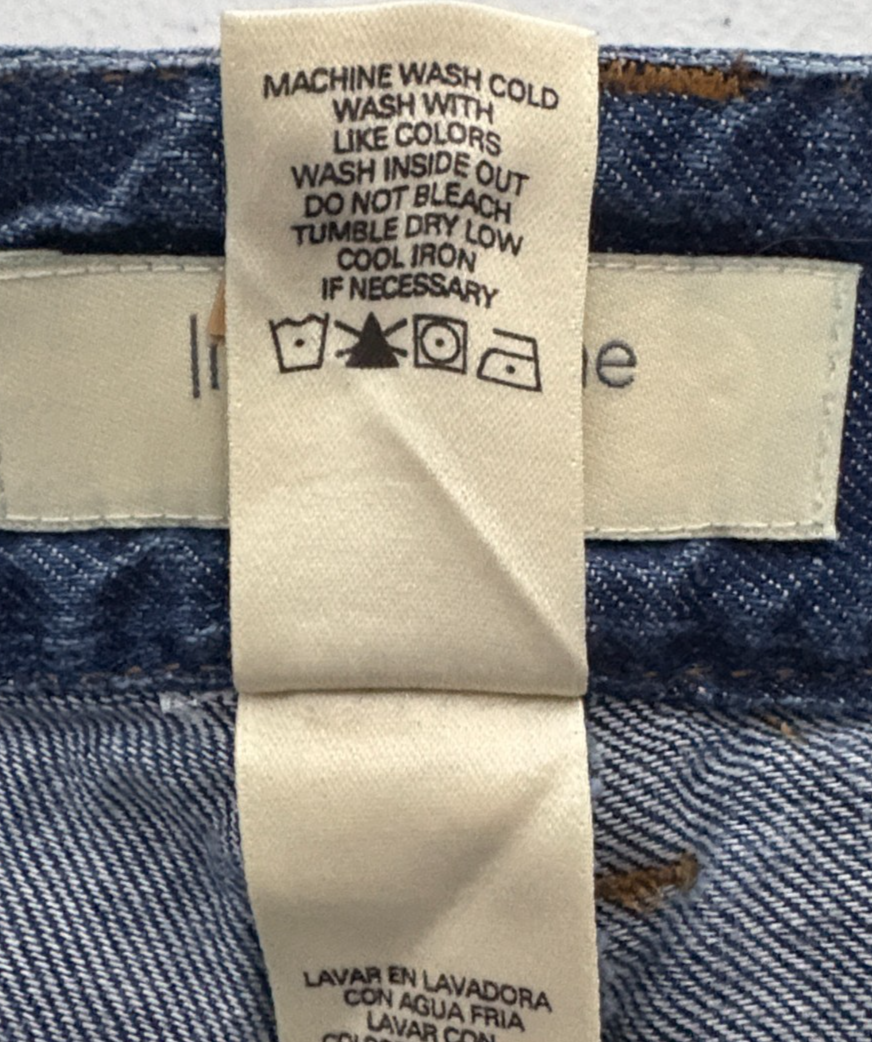 MACHINE WASH COLD
WASH WITH
LIKE COLORS
WASH INSIDE OUT
DO NOT BLEACH
TUMBLE DRY LOW
COOL IRON
IF NECESSARY
LAVAR EN LAVADORA
CON AGUA FRIA
LAVAR CON